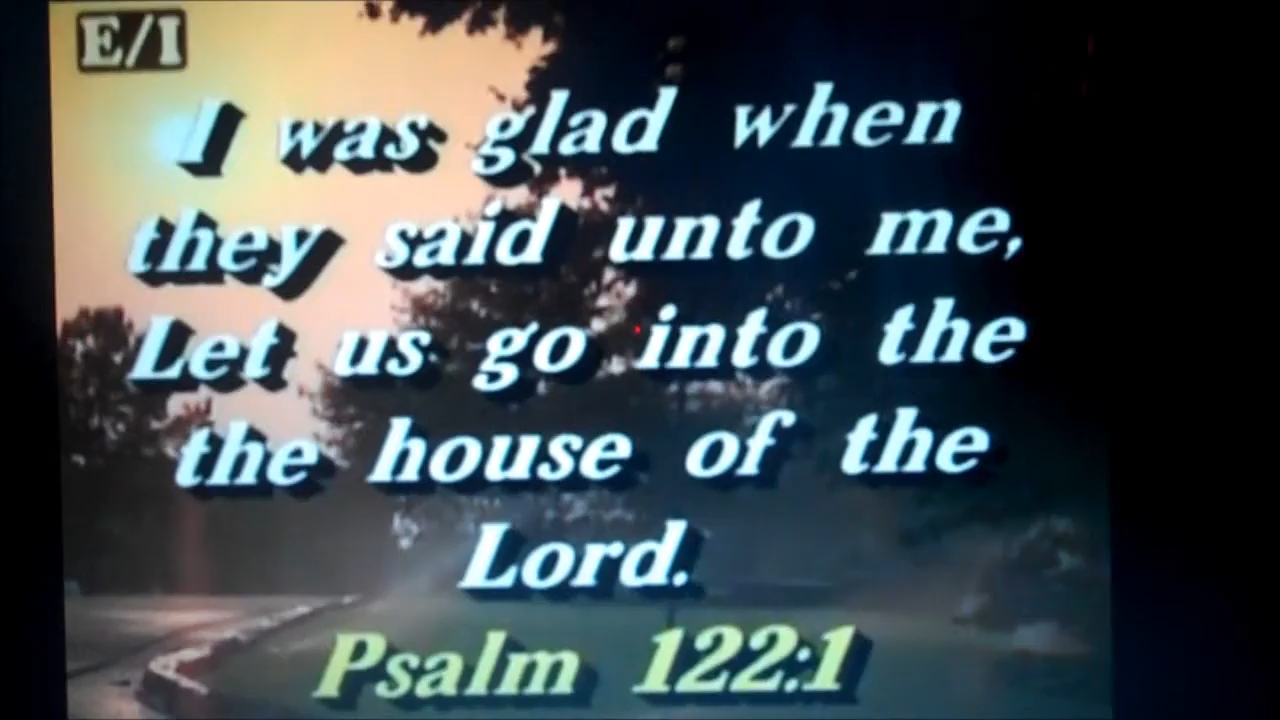 E/I
I was glad when
they said unto me,
Let us go into the
the house of the
Lord.
Psalm 122:1